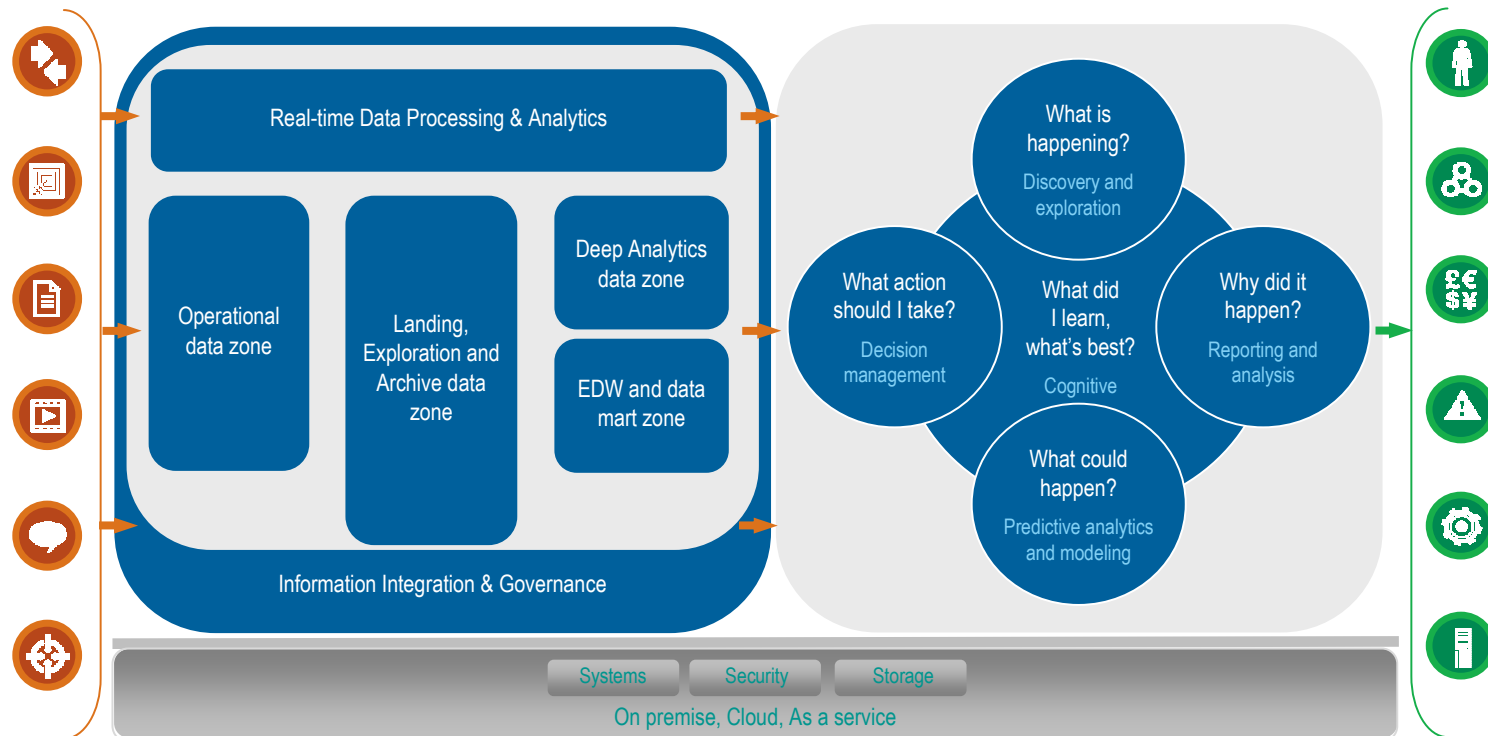 Real-time Data Processing & Analytics
Operational
data zone
Landing,
Exploration and
Archive data
zone
Deep Analytics
data zone
EDW and data
mart zone
Information Integration & Governance
What is
happening?
Discovery and
exploration
What action
should I take?
Decision
management
What did
I learn,
what’s best?
Cognitive
Why did it
happen?
Reporting and
analysis
What could
happen?
Predictive analytics
and modeling
£€
$¥
Systems
Security
Storage
On premise, Cloud, As a service